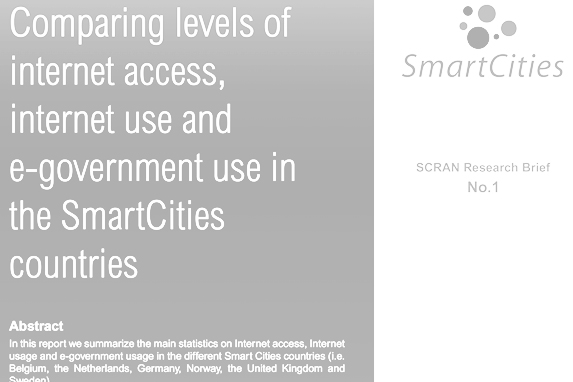 Comparing levels of
internet access,
internet use and
e-government use in
the SmartCities
countries
SmartCities
SCRAN Research Brief
No.1
Abstract
In this report we summarize the main statistics on Internet access, Internet
usage and e-government usage in the different Smart Cities countries (i.e.
Belgium, the Netherlands, Germany, Norway, the United Kingdom and
Sweden)